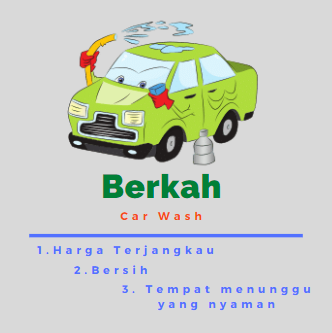 Berkah
Car Wash
1.Harga Terjangkau
2.Bersih
3. Tempat menunggu
yang nyaman